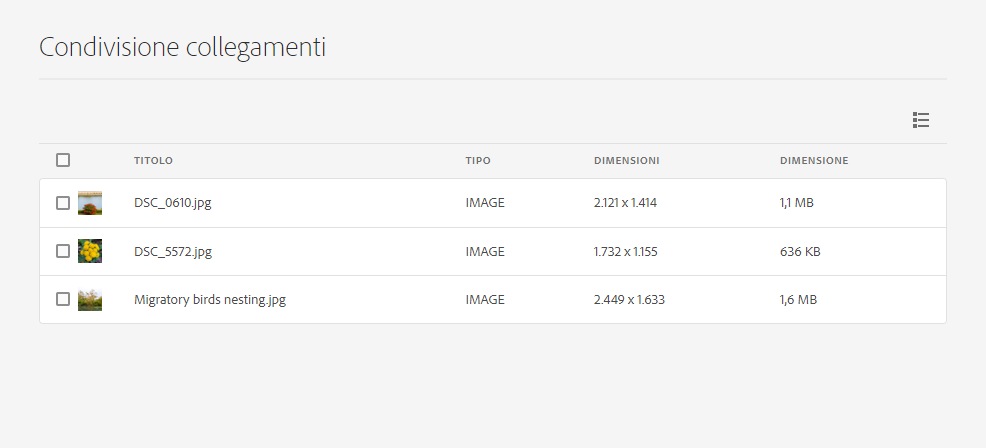 Condivisione collegamenti
TITOLO TIPO DIMENSIONI DIMENSIONE
DSC_0610.jpg IMAGE 2.121 x 1.414 1,1 MB
DSC_5572.jpg IMAGE 1.732 x 1.155 636 KB
Migratory birds nesting.jpg IMAGE 2.449 x 1.633 1,6 MB